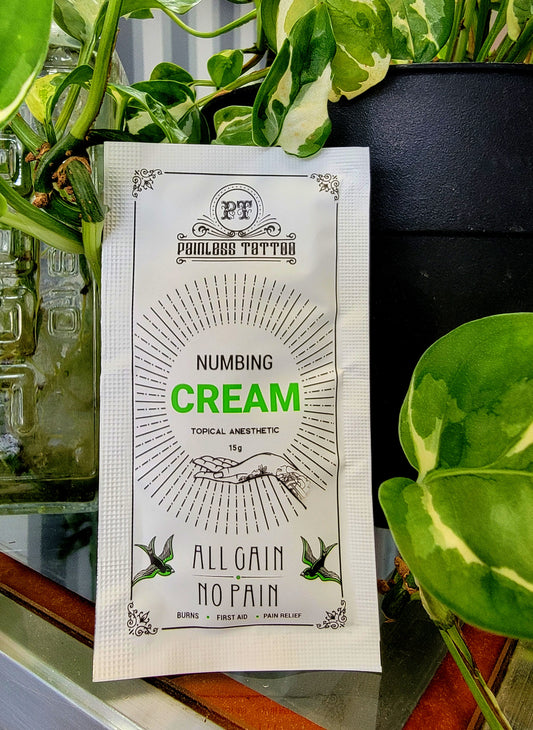 PT
PAINLESS TATTOO
NUMBING
CREAM
TOPICAL ANESTHETIC
15g
ALL GAIN
NO PAIN
BURNS • FIRST AID • PAIN RELIEF